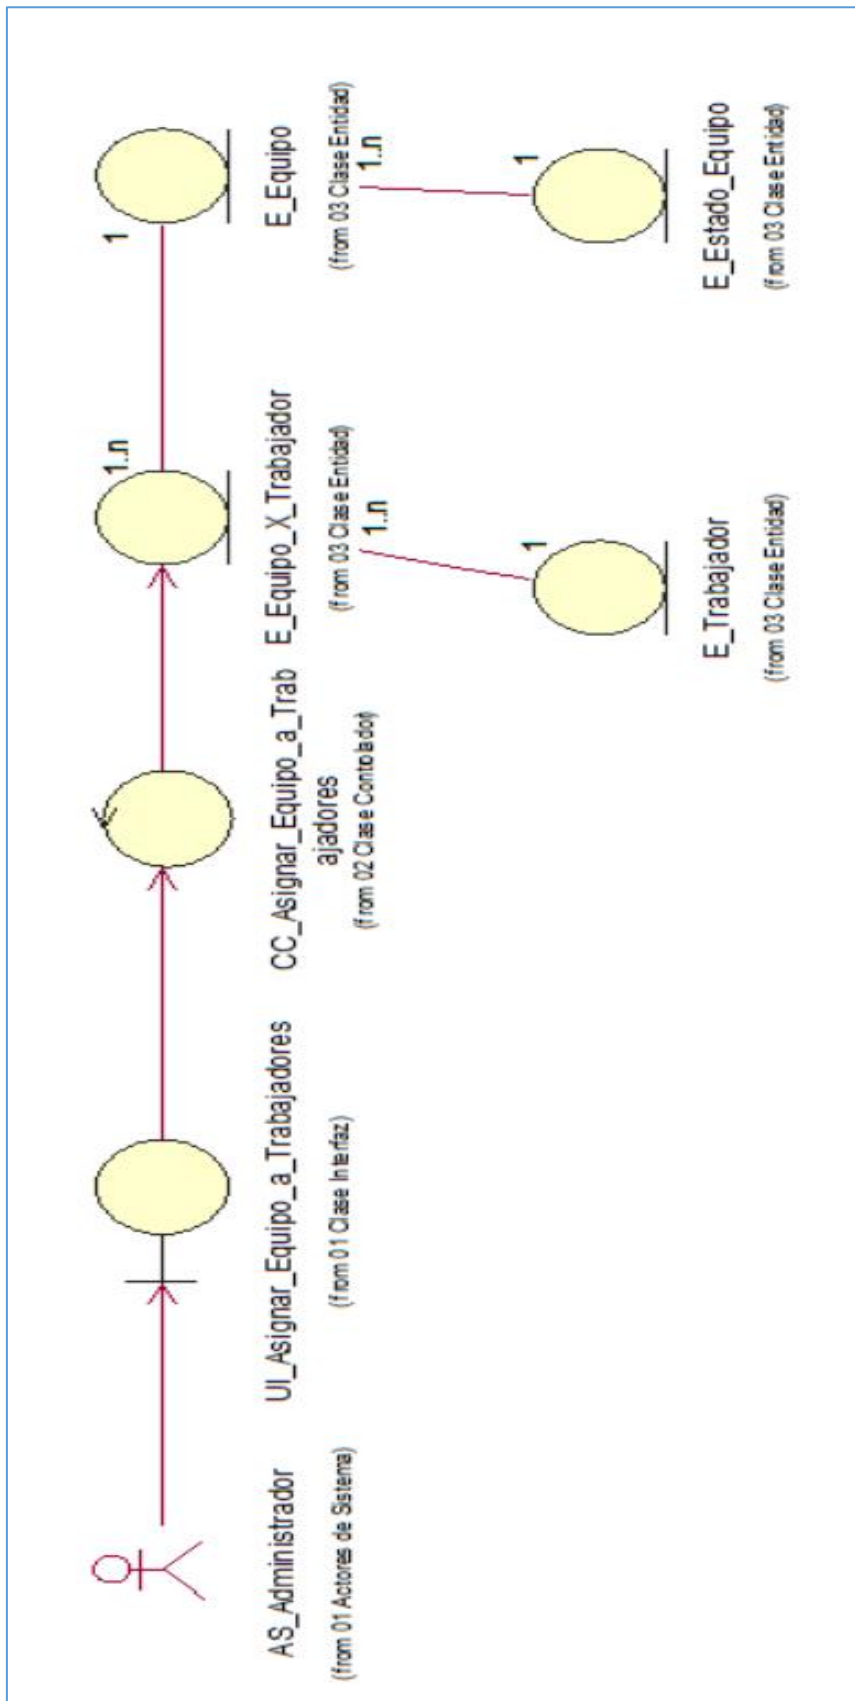 AS_Administrador
(from 01 Actores de Sistema)
UI_Asignar_Equipo_a_Trabajadores
(from 01 Clase Interfaz)
CC_Asignar_Equipo_a_Trab
ajadores
(from 02 Clase Controlador)
1..n
E_Equipo_X_Trabajador
(from 03 Clase Entidad)
1..n
1
E_Equipo
(from 03 Clase Entidad)
1..n
1
E_Trabajador
(from 03 Clase Entidad)
1
E_Estado_Equipo
(from 03 Clase Entidad)